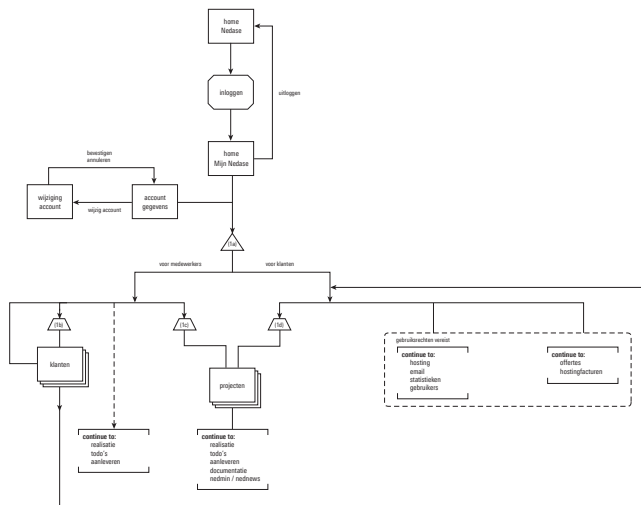 home
Nedase
inloggen
uitloggen
home
Mijn Nedase
bevestigen
annuleren
wijziging
account
wijzig account
account
gegevens
(1a)
voor medewerkers
voor klanten
(1b)
(1c)
(1d)
klanten
projecten
gebruiksrechten vereist
continue to:
hosting
email
statistieken
gebruikers
continue to:
offertes
hostingfacturen
continue to:
realisatie
todo's
aanleveren
continue to:
realisatie
todo's
aanleveren
documentatie
nedmin / nednews